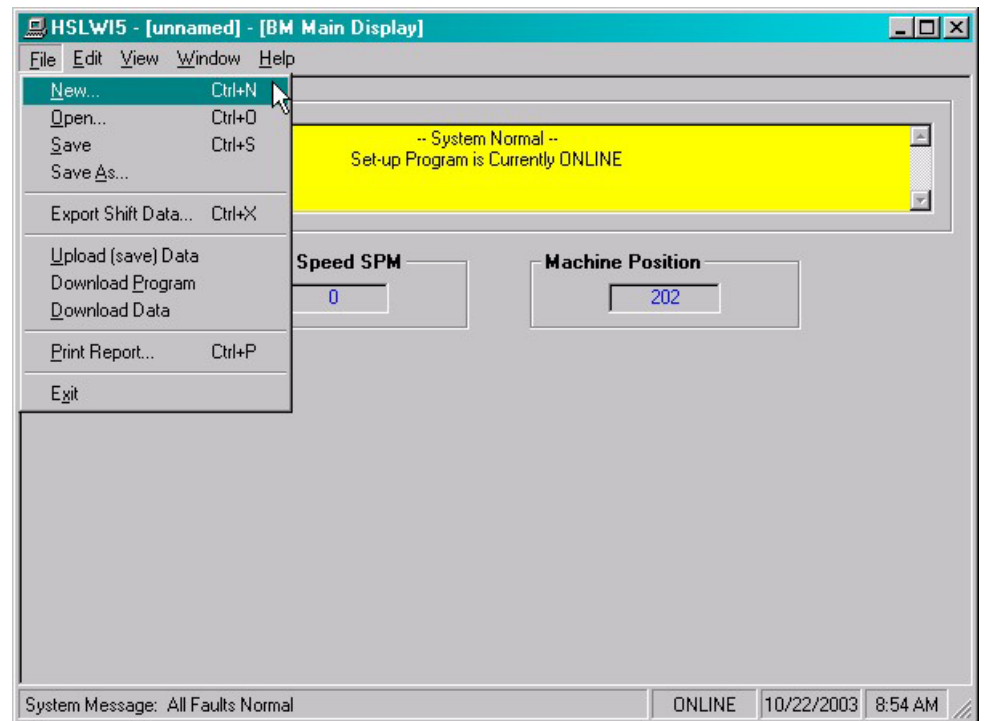 HSLWI5 - [unnamed] - [BM Main Display]
File Edit View Window Help
New... Ctrl+N
Open... Ctrl+O
Save Ctrl+S
Save As...
Export Shift Data... Ctrl+X
Upload (save) Data
Download Program
Download Data
Print Report... Ctrl+P
Exit
-- System Normal --
Set-up Program is Currently ONLINE
Speed SPM
0
Machine Position
202
System Message: All Faults Normal ONLINE 10/22/2003 8:54 AM